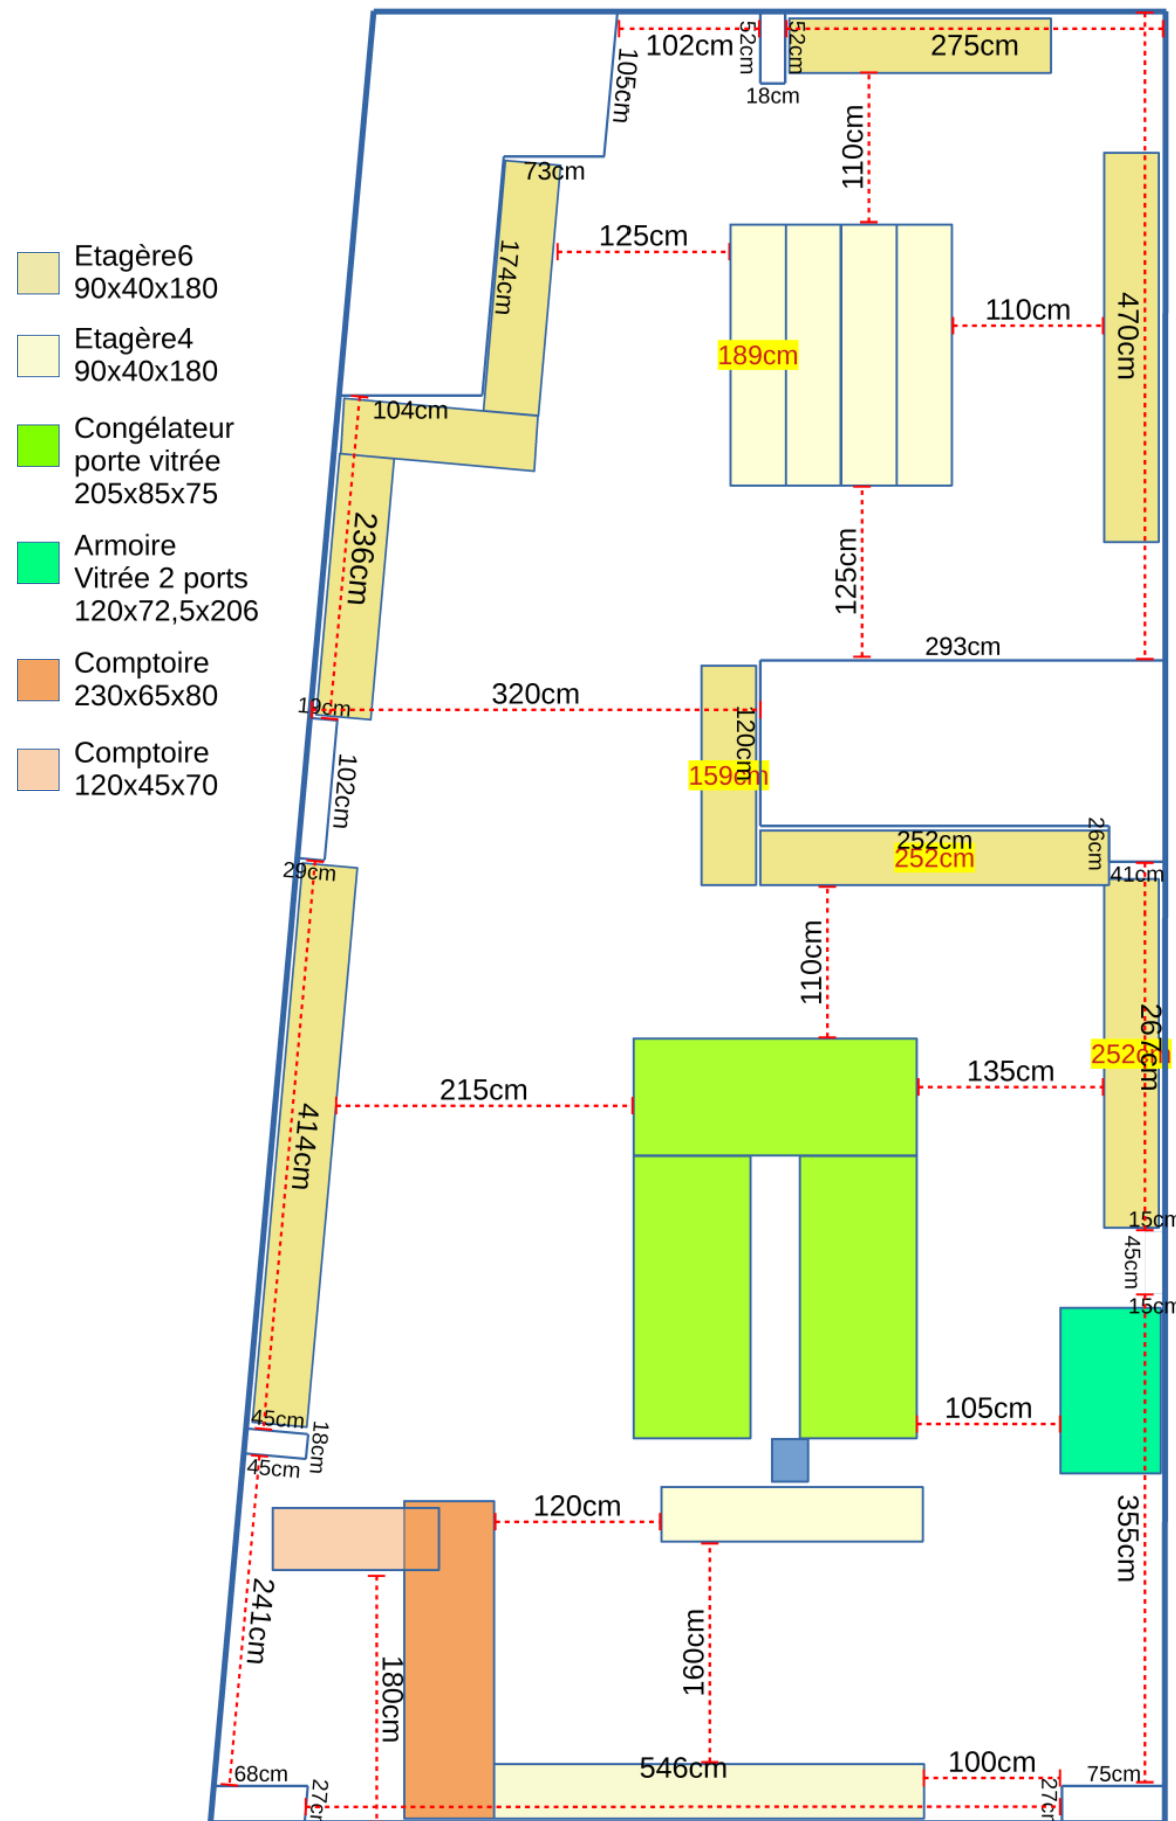 102cm
52cm
52cm
275cm
105cm
18cm
110cm
73cm
125cm
174cm
Etagère6
90x40x180
110cm
470cm
189cm
Etagère4
90x40x180
104cm
Congélateur
porte vitrée
205x85x75
236cm
125cm
Armoire
Vitrée 2 ports
120x72,5x206
293cm
Comptoire
230x65x80
320cm
19cm
120cm
159cm
Comptoire
120x45x70
102cm
252cm
252cm
26cm
29cm
41cm
110cm
267cm
252cm
135cm
215cm
414cm
15cm
45cm
15cm
105cm
45cm
18cm
45cm
120cm
355cm
241cm
160cm
180cm
546cm
100cm
68cm
75cm
27cm
27cm